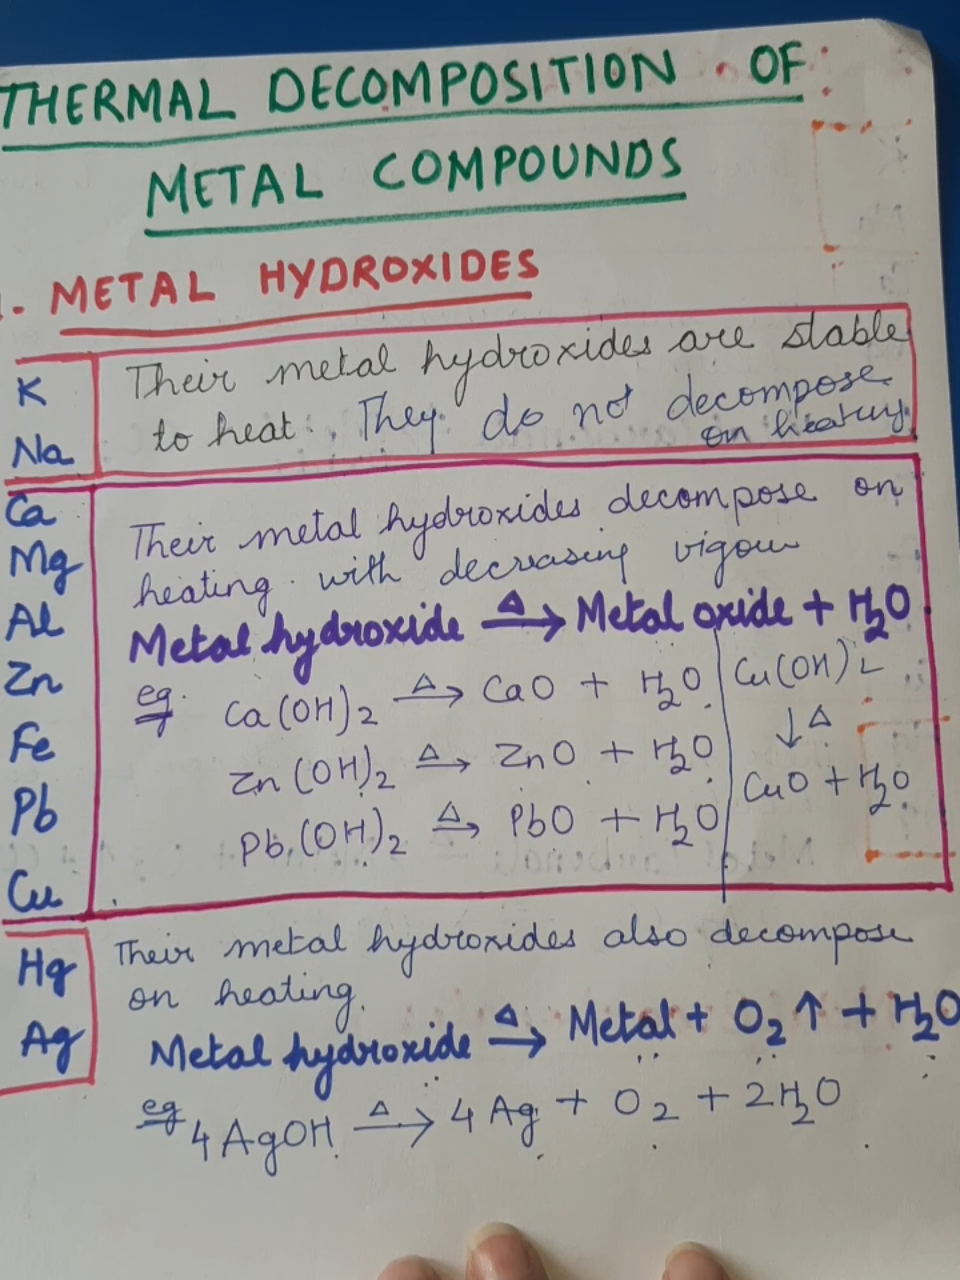 THERMAL DECOMPOSITION OF
METAL COMPOUNDS
1. METAL HYDROXIDES
K
Na
Their metal hydroxides are stable
to heat. They do not decompose
on heating
Ca
Mg
Al
Zn
Fe
Pb
Cu
Their metal hydroxides decompose on
heating with decreasing vigour
Metal hydroxide —Δ→ Metal oxide + H₂O
eg. Ca(OH)₂ —Δ→ CaO + H₂O
Zn(OH)₂ —Δ→ ZnO + H₂O
Pb(OH)₂ —Δ→ PbO + H₂O
Cu(OH)₂
↓ Δ
CuO + H₂O
Hg
Ag
Their metal hydroxides also decompose
on heating.
Metal hydroxide —Δ→ Metal + O₂ ↑ + H₂O
eg 4AgOH —Δ→ 4Ag + O₂ + 2H₂O